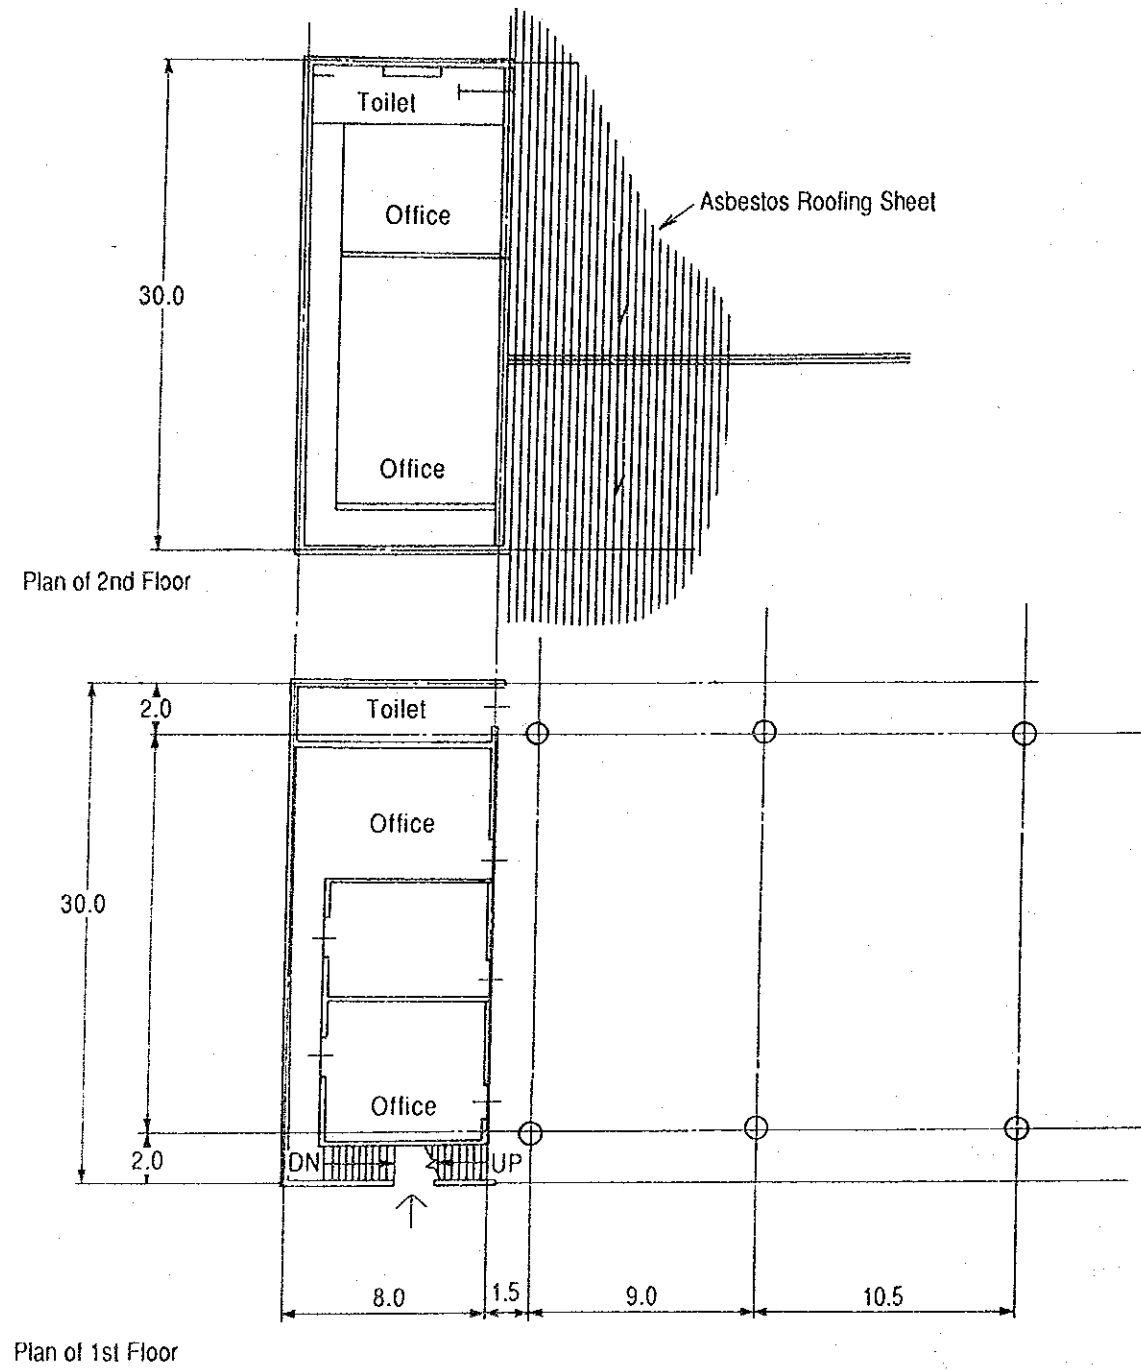 Toilet
Asbestos Roofing Sheet
Office
30.0
Office
Plan of 2nd Floor
2.0
Toilet
Office
30.0
Office
2.0
DN
UP
8.0
1.5
9.0
10.5
Plan of 1st Floor